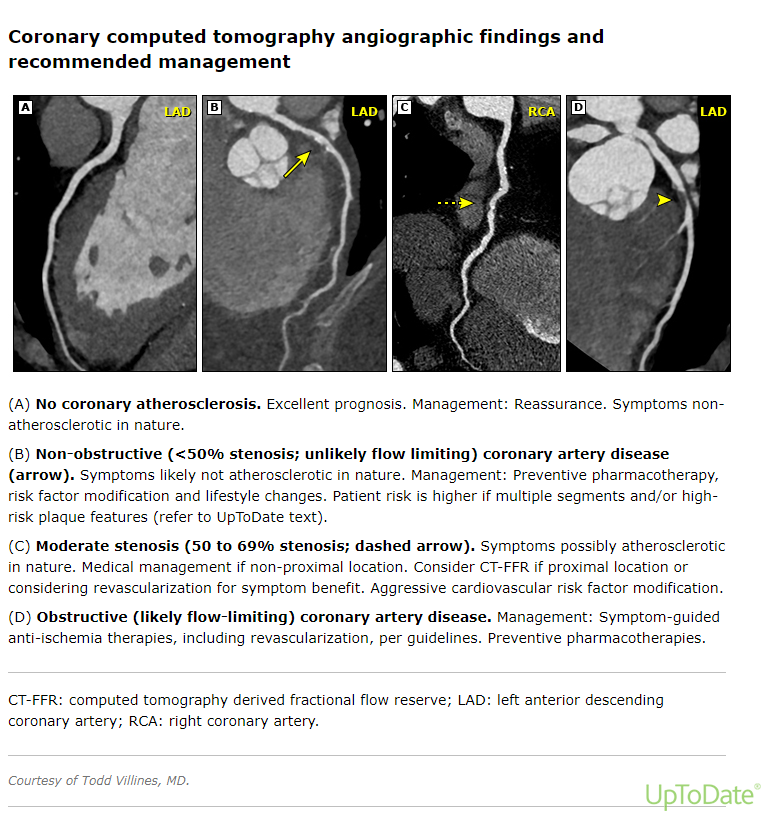 Coronary computed tomography angiographic findings and
recommended management
A
LAD
B
LAD
C
RCA
D
LAD
(A) No coronary atherosclerosis. Excellent prognosis. Management: Reassurance. Symptoms non-
atherosclerotic in nature.
(B) Non-obstructive (<50% stenosis; unlikely flow limiting) coronary artery disease
(arrow). Symptoms likely not atherosclerotic in nature. Management: Preventive pharmacotherapy,
risk factor modification and lifestyle changes. Patient risk is higher if multiple segments and/or high-
risk plaque features (refer to UpToDate text).
(C) Moderate stenosis (50 to 69% stenosis; dashed arrow). Symptoms possibly atherosclerotic
in nature. Medical management if non-proximal location. Consider CT-FFR if proximal location or
considering revascularization for symptom benefit. Aggressive cardiovascular risk factor modification.
(D) Obstructive (likely flow-limiting) coronary artery disease. Management: Symptom-guided
anti-ischemia therapies, including revascularization, per guidelines. Preventive pharmacotherapies.
CT-FFR: computed tomography derived fractional flow reserve; LAD: left anterior descending
coronary artery; RCA: right coronary artery.
Courtesy of Todd Villines, MD.
UpToDate®